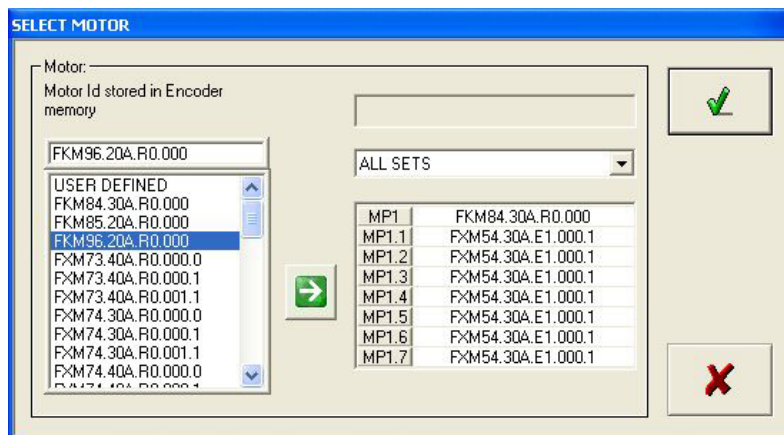 SELECT MOTOR
Motor:
Motor Id stored in Encoder
memory
FKM96.20A.R0.000
USER DEFINED
FKM84.30A.R0.000
FKM85.20A.R0.000
FKM96.20A.R0.000
FXM73.40A.R0.000.0
FXM73.40A.R0.000.1
FXM73.40A.R0.001.1
FXM74.30A.R0.000.0
FXM74.30A.R0.000.1
FXM74.30A.R0.001.1
FXM74.40A.R0.000.0
FXM74.40A.R0.000.1
ALL SETS
MP1 FKM84.30A.R0.000
MP1.1 FXM54.30A.E1.000.1
MP1.2 FXM54.30A.E1.000.1
MP1.3 FXM54.30A.E1.000.1
MP1.4 FXM54.30A.E1.000.1
MP1.5 FXM54.30A.E1.000.1
MP1.6 FXM54.30A.E1.000.1
MP1.7 FXM54.30A.E1.000.1